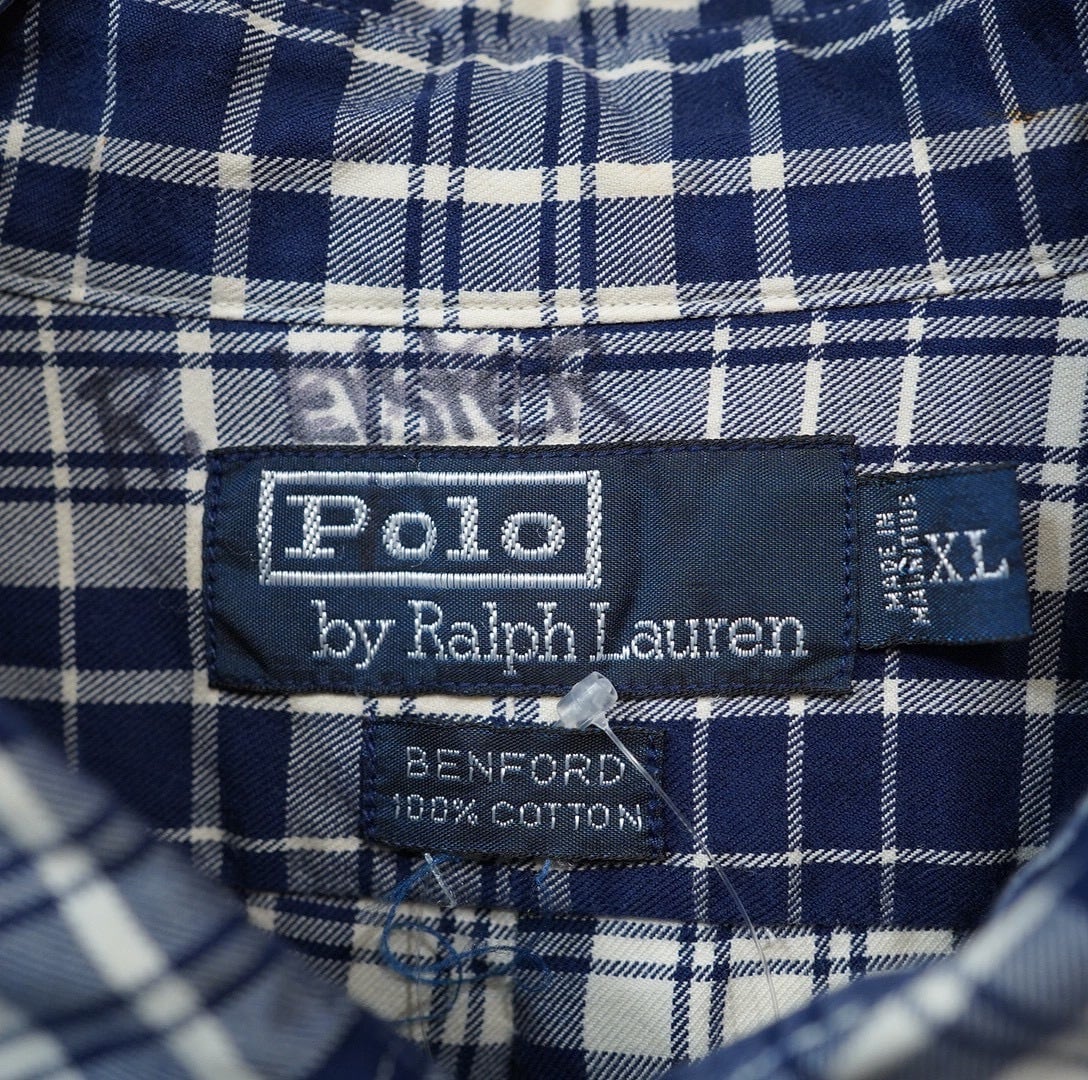 Polo
by Ralph Lauren
MADE IN
MAURITIUS
XL
BENFORD
100% COTTON